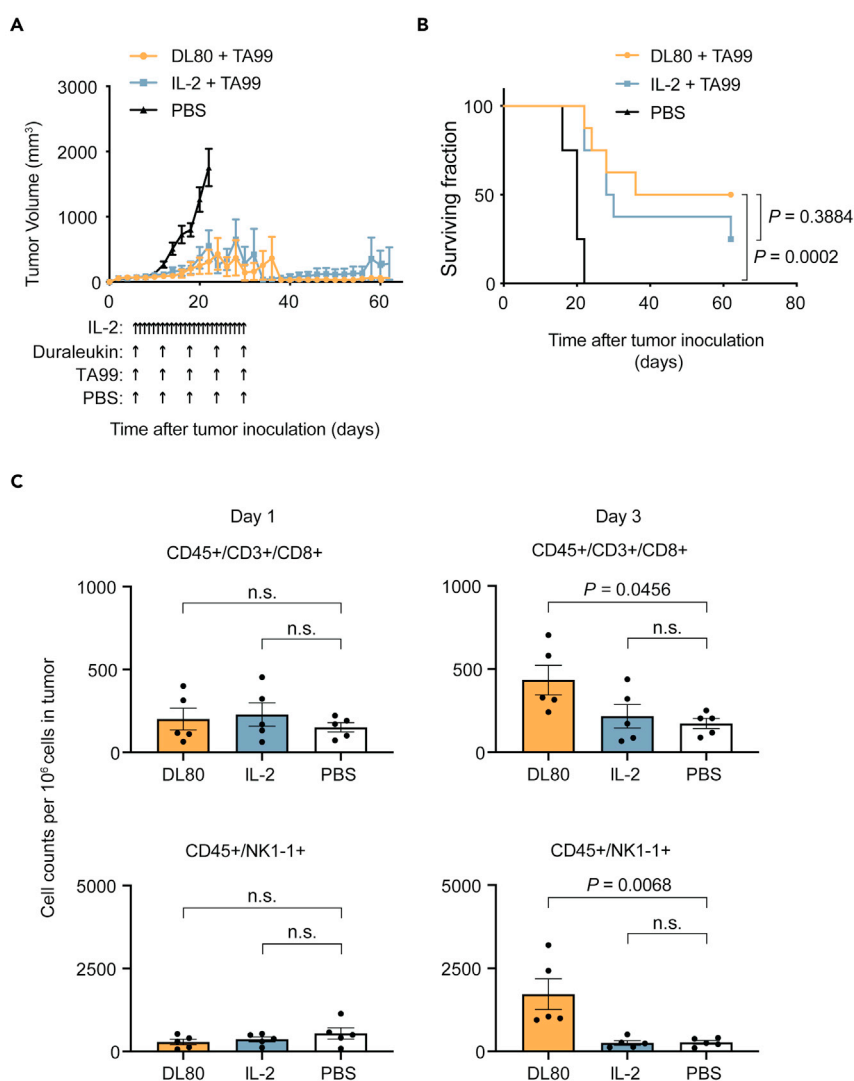 A
DL80 + TA99
IL-2 + TA99
PBS
Tumor Volume (mm³)
3000
2000
1000
0
0 20 40 60
IL-2: ↑↑↑↑↑↑↑↑↑↑↑↑↑↑↑↑↑↑↑↑↑↑↑↑↑
Duraleukin: ↑ ↑ ↑ ↑ ↑
TA99: ↑ ↑ ↑ ↑ ↑
PBS: ↑ ↑ ↑ ↑ ↑
Time after tumor inoculation (days)
B
DL80 + TA99
IL-2 + TA99
PBS
Surviving fraction
100
50
0
0 20 40 60 80
P = 0.3884
P = 0.0002
Time after tumor inoculation
(days)
C
Cell counts per 10⁶ cells in tumor
Day 1
CD45+/CD3+/CD8+
1000
500
0
n.s.
n.s.
DL80 IL-2 PBS
Day 3
CD45+/CD3+/CD8+
1000
500
0
P = 0.0456
n.s.
DL80 IL-2 PBS
CD45+/NK1-1+
5000
2500
0
n.s.
n.s.
DL80 IL-2 PBS
CD45+/NK1-1+
5000
2500
0
P = 0.0068
n.s.
DL80 IL-2 PBS